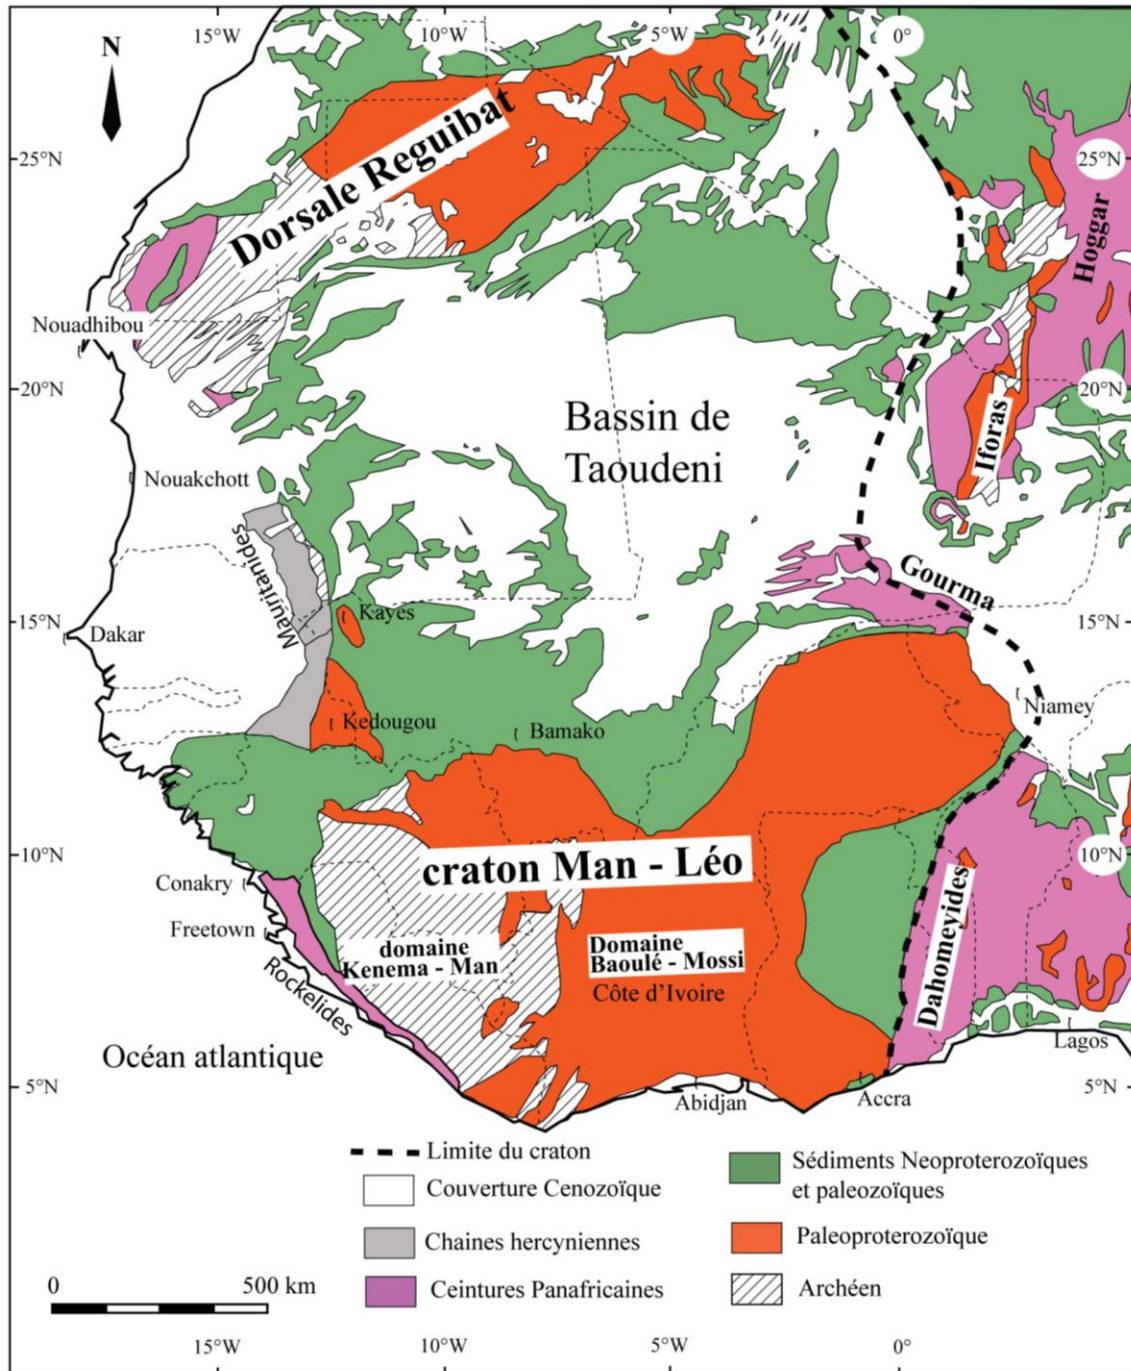 15°W
10°W
5°W
0°
N
25°N
25°N
Dorsale Reguibat
Hoggar
Nouadhibou
20°N
20°N
Bassin de
Taoudeni
Iforas
Nouakchott
Mauritanides
Gourma
15°N
Dakar
Kayes
15°N
Niamey
Kedougou
Bamako
10°N
craton Man - Léo
10°N
Conakry
Freetown
domaine
Kenema - Man
Domaine
Baoulé - Mossi
Côte d'Ivoire
Dahomeyides
Rockelides
Océan atlantique
Lagos
5°N
Abidjan
Accra
5°N
Limite du craton
Couverture Cenozoïque
Chaines hercyniennes
Ceintures Panafricaines
Sédiments Neoproterozoïques
et paleozoïques
Paleoproterozoïque
Archéen
0
500 km
15°W
10°W
5°W
0°